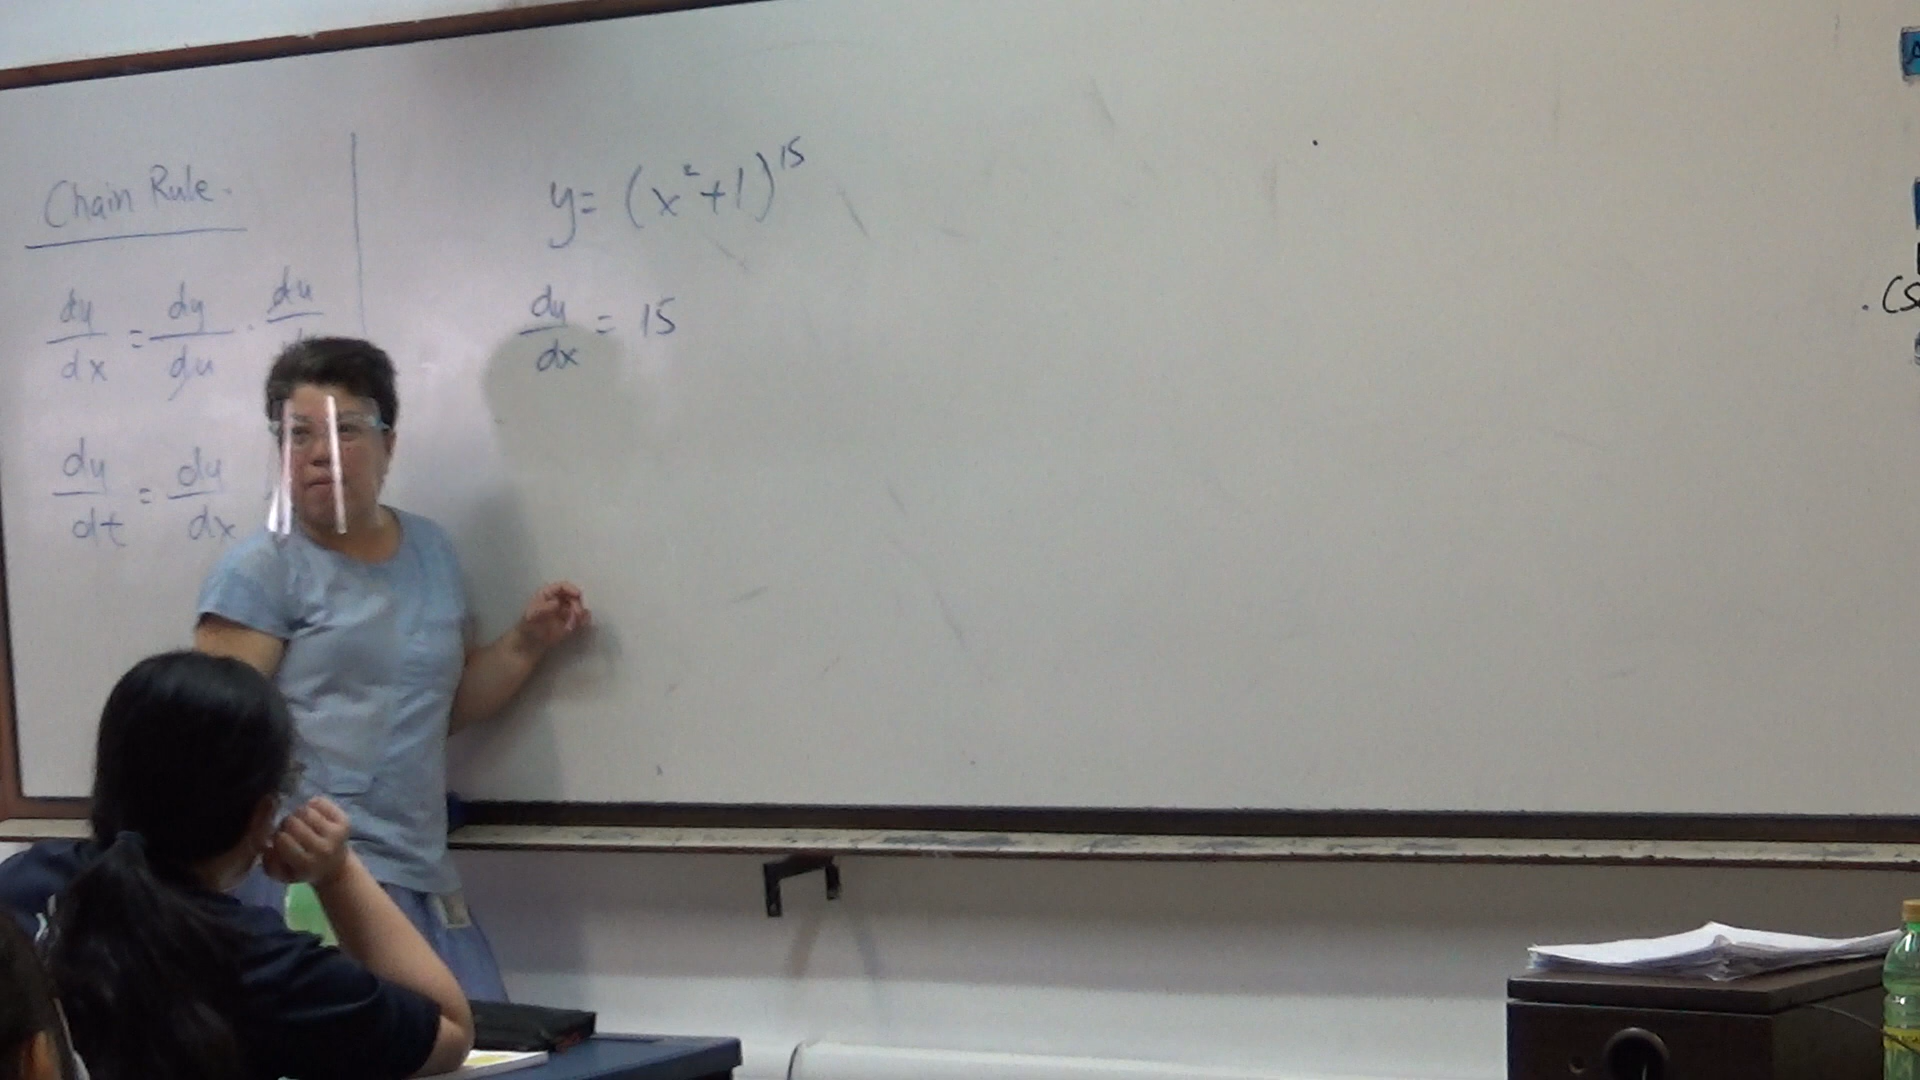 Chain Rule.
dy/dx = dy/du · du
dy/dt = dy/dx
y = (x²+1)¹⁵
dy/dx = 15